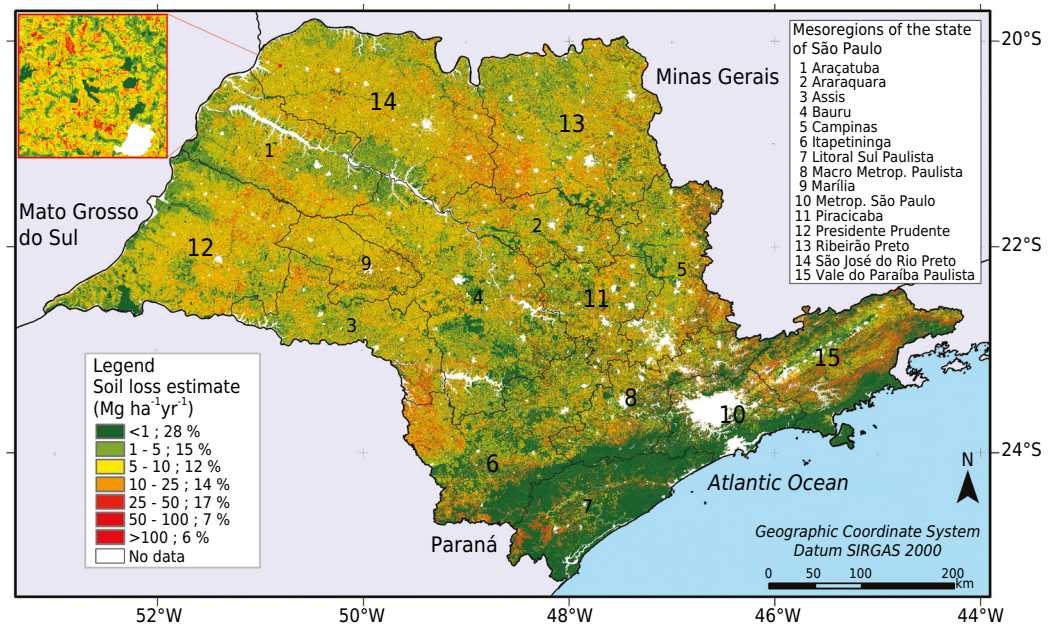 52°W
50°W
48°W
46°W
44°W
20°S
22°S
24°S
Mesoregions of the state
of São Paulo
1 Araçatuba
2 Araraquara
3 Assis
4 Bauru
5 Campinas
6 Itapetininga
7 Litoral Sul Paulista
8 Macro Metrop. Paulista
9 Marília
10 Metrop. São Paulo
11 Piracicaba
12 Presidente Prudente
13 Ribeirão Preto
14 São José do Rio Preto
15 Vale do Paraíba Paulista
Minas Gerais
Mato Grosso
do Sul
Paraná
Atlantic Ocean
14
13
1
2
12
9
5
4
11
3
15
8
10
6
7
Legend
Soil loss estimate
(Mg ha⁻¹yr⁻¹)
<1 ; 28 %
1 - 5 ; 15 %
5 - 10 ; 12 %
10 - 25 ; 14 %
25 - 50 ; 17 %
50 - 100 ; 7 %
>100 ; 6 %
No data
N
Geographic Coordinate System
Datum SIRGAS 2000
0 50 100 200
km